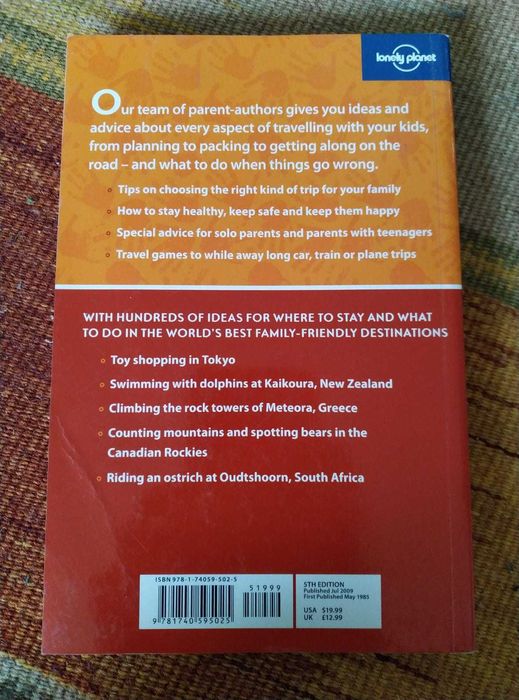 lonely planet
Our team of parent-authors gives you ideas and
advice about every aspect of travelling with your kids,
from planning to packing to getting along on the
road – and what to do when things go wrong.
◦ Tips on choosing the right kind of trip for your family
◦ How to stay healthy, keep safe and keep them happy
◦ Special advice for solo parents and parents with teenagers
◦ Travel games to while away long car, train or plane trips
WITH HUNDREDS OF IDEAS FOR WHERE TO STAY AND WHAT
TO DO IN THE WORLD'S BEST FAMILY-FRIENDLY DESTINATIONS
◦ Toy shopping in Tokyo
◦ Swimming with dolphins at Kaikoura, New Zealand
◦ Climbing the rock towers of Meteora, Greece
◦ Counting mountains and spotting bears in the
Canadian Rockies
◦ Riding an ostrich at Oudtshoorn, South Africa
ISBN 978-1-74059-502-5
51999
9 781740 595025
5TH EDITION
Published Jul 2009
First Published May 1985
USA $19.99
UK £12.99